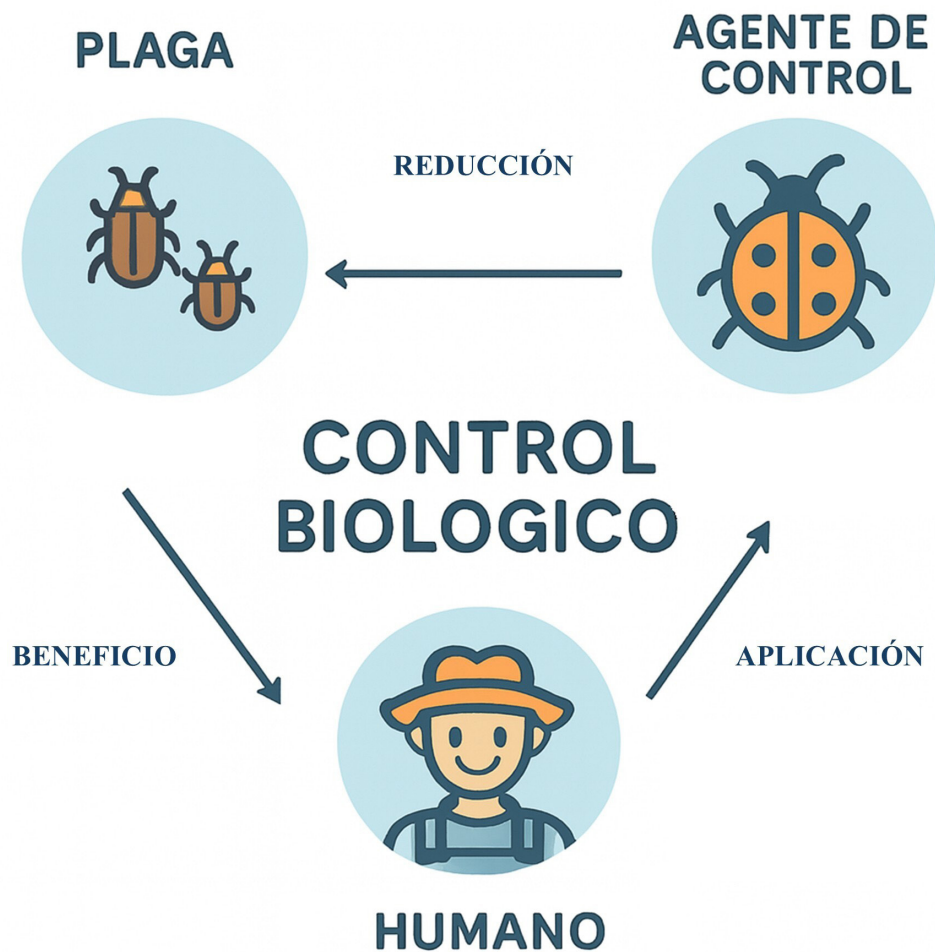 PLAGA
AGENTE DE
CONTROL
REDUCCIÓN
CONTROL
BIOLOGICO
BENEFICIO
APLICACIÓN
HUMANO